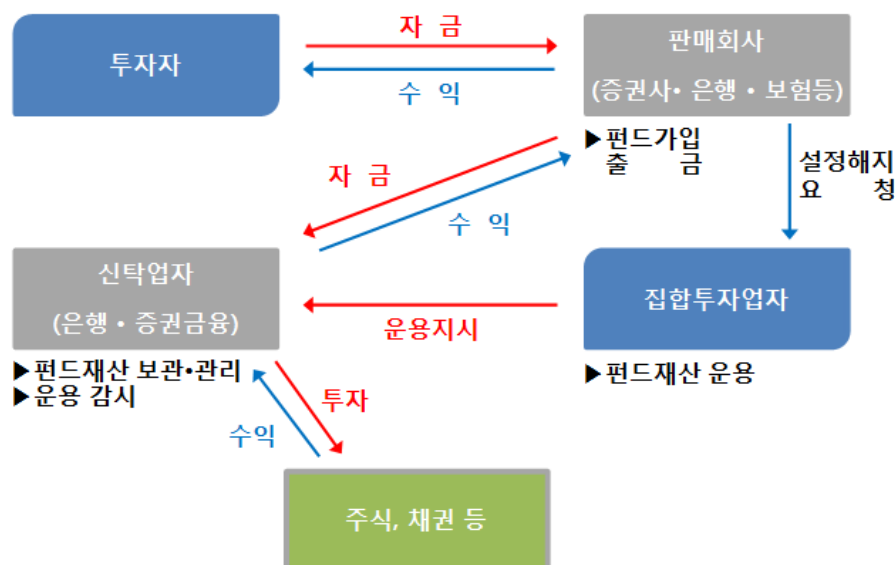 투자자
자 금
수 익
판매회사
(증권사• 은행 • 보험등)
▶펀드가입
출 금
설정해지
요 청
자 금
수 익
신탁업자
(은행 • 증권금융)
운용지시
집합투자업자
▶펀드재산 보관•관리
▶운용 감시
▶펀드재산 운용
투자
수익
주식, 채권 등